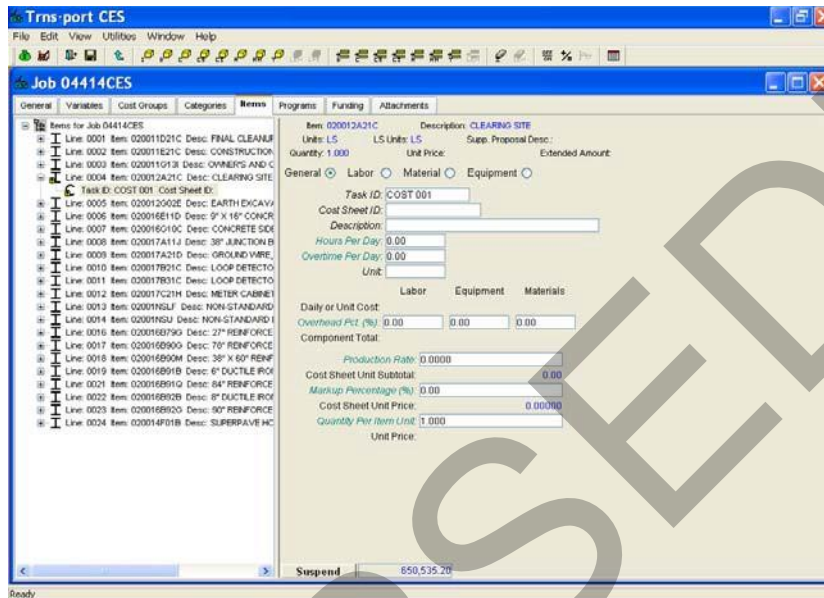 Trns·port CES
File Edit View Utilities Window Help
Job 04414CES
General Variables Cost Groups Categories Items Programs Funding Attachments
Items for Job 04414CES
Line: 0001 Item: 020011D21C Desc: FINAL CLEANUP
Line: 0002 Item: 020011E21C Desc: CONSTRUCTION
Line: 0003 Item: 020011G13I Desc: OWNER'S AND C
Line: 0004 Item: 020012A21C Desc: CLEARING SITE
Task ID: COST 001 Cost Sheet ID:
Line: 0005 Item: 020012G02E Desc: EARTH EXCAVA
Line: 0006 Item: 020016E11D Desc: 9" X 16" CONCR
Line: 0007 Item: 020016G10C Desc: CONCRETE SIDE
Line: 0008 Item: 020017A11J Desc: 38" JUNCTION B
Line: 0009 Item: 020017A21D Desc: GROUND WIRE,
Line: 0010 Item: 020017B21C Desc: LOOP DETECTO
Line: 0011 Item: 020017B31C Desc: LOOP DETECTO
Line: 0012 Item: 020017C21H Desc: METER CABINET
Line: 0013 Item: 02001NSLF Desc: NON-STANDARD
Line: 0014 Item: 02001NSU Desc: NON-STANDARD I
Line: 0016 Item: 020016B79G Desc: 27" REINFORCE
Line: 0017 Item: 020016B90G Desc: 78" REINFORCE
Line: 0018 Item: 020016B90M Desc: 38" X 60" REINF
Line: 0019 Item: 020016B91B Desc: 6" DUCTILE IRON
Line: 0021 Item: 020016B91Q Desc: 84" REINFORCE
Line: 0022 Item: 020016B92B Desc: 8" DUCTILE IRON
Line: 0023 Item: 020016B92G Desc: 90" REINFORCE
Line: 0024 Item: 020014F01B Desc: SUPERPAVE HC
Item: 020012A21C Description: CLEARING SITE
Units: LS LS Units: LS Supp. Proposal Desc.:
Quantity: 1.000 Unit Price: Extended Amount:
General Labor Material Equipment
Task ID: COST 001
Cost Sheet ID:
Description:
Hours Per Day: 0.00
Overtime Per Day: 0.00
Unit:
Labor Equipment Materials
Daily or Unit Cost:
Overhead Pct. (%): 0.00 0.00 0.00
Component Total:
Production Rate: 0.0000
Cost Sheet Unit Subtotal: 0.00
Markup Percentage (%): 0.00
Cost Sheet Unit Price: 0.00000
Quantity Per Item Unit: 1.000
Unit Price:
Suspend 650,535.20
Ready